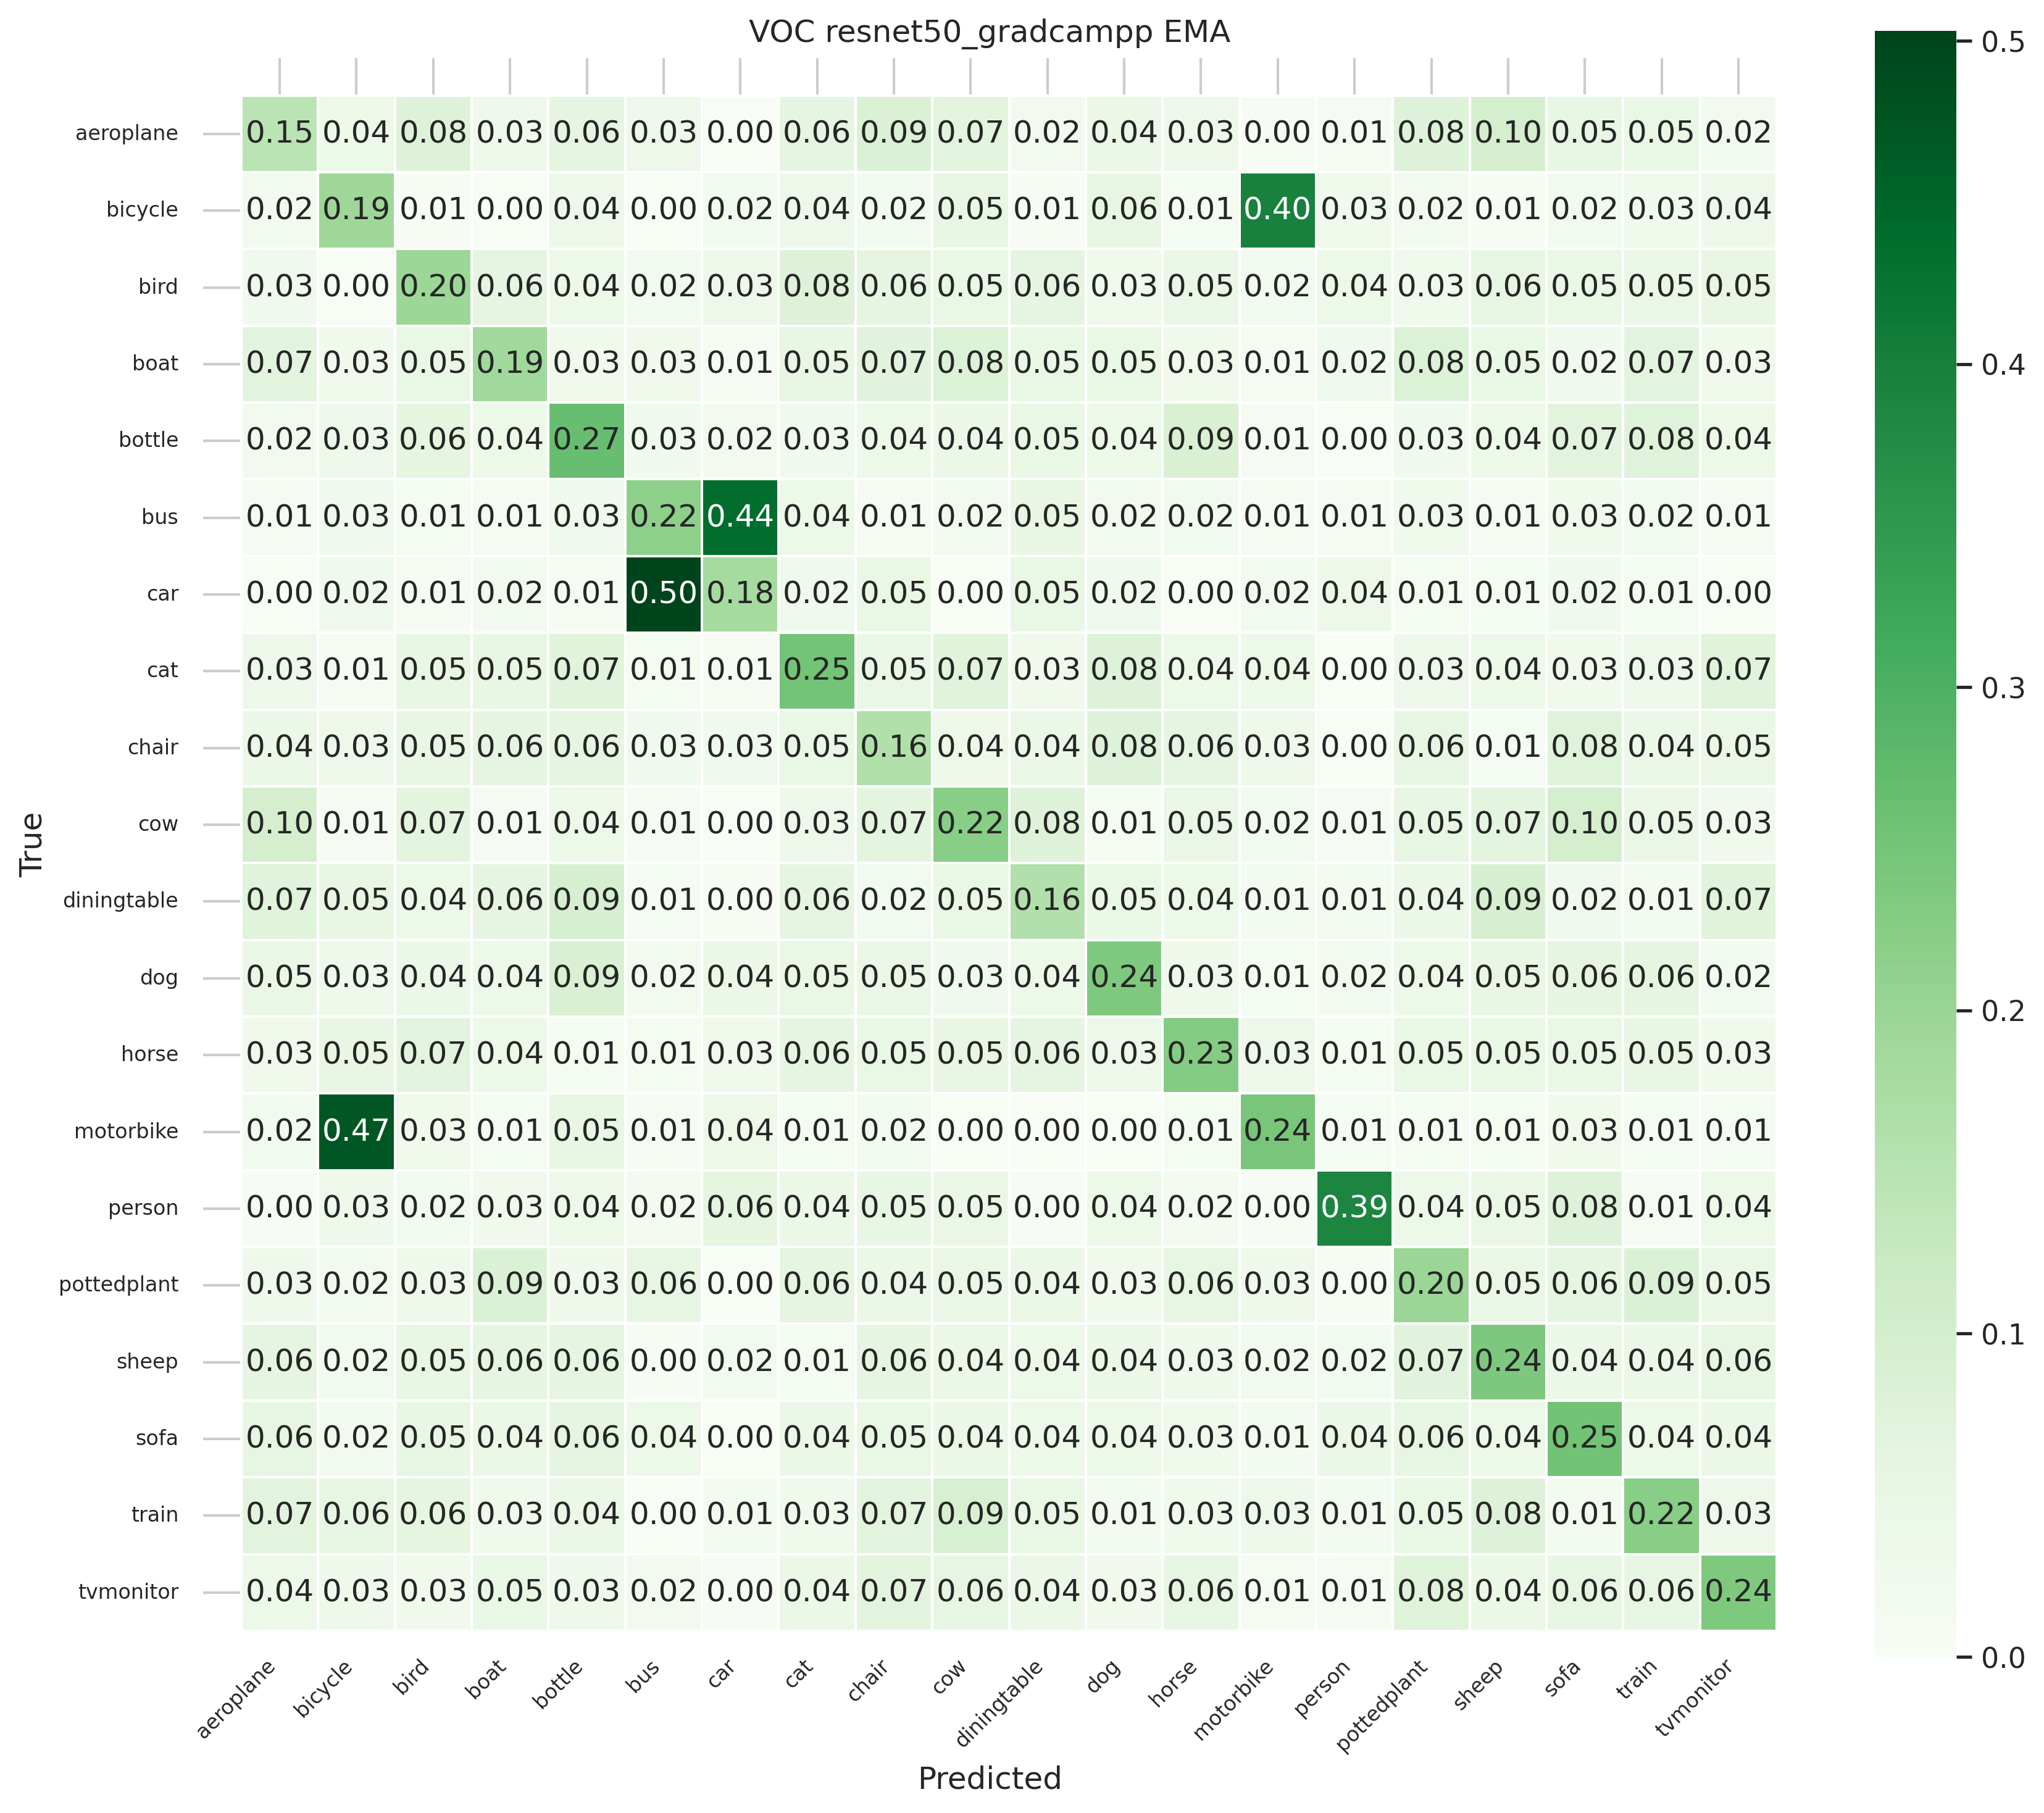 VOC resnet50_gradcampp EMA
aeroplane 0.15 0.04 0.08 0.03 0.06 0.03 0.00 0.06 0.09 0.07 0.02 0.04 0.03 0.00 0.01 0.08 0.10 0.05 0.05 0.02
bicycle 0.02 0.19 0.01 0.00 0.04 0.00 0.02 0.04 0.02 0.05 0.01 0.06 0.01 0.40 0.03 0.02 0.01 0.02 0.03 0.04
bird 0.03 0.00 0.20 0.06 0.04 0.02 0.03 0.08 0.06 0.05 0.06 0.03 0.05 0.02 0.04 0.03 0.06 0.05 0.05 0.05
boat 0.07 0.03 0.05 0.19 0.03 0.03 0.01 0.05 0.07 0.08 0.05 0.05 0.03 0.01 0.02 0.08 0.05 0.02 0.07 0.03
bottle 0.02 0.03 0.06 0.04 0.27 0.03 0.02 0.03 0.04 0.04 0.05 0.04 0.09 0.01 0.00 0.03 0.04 0.07 0.08 0.04
bus 0.01 0.03 0.01 0.01 0.03 0.22 0.44 0.04 0.01 0.02 0.05 0.02 0.02 0.01 0.01 0.03 0.01 0.03 0.02 0.01
car 0.00 0.02 0.01 0.02 0.01 0.50 0.18 0.02 0.05 0.00 0.05 0.02 0.00 0.02 0.04 0.01 0.01 0.02 0.01 0.00
cat 0.03 0.01 0.05 0.05 0.07 0.01 0.01 0.25 0.05 0.07 0.03 0.08 0.04 0.04 0.00 0.03 0.04 0.03 0.03 0.07
chair 0.04 0.03 0.05 0.06 0.06 0.03 0.03 0.05 0.16 0.04 0.04 0.08 0.06 0.03 0.00 0.06 0.01 0.08 0.04 0.05
cow 0.10 0.01 0.07 0.01 0.04 0.01 0.00 0.03 0.07 0.22 0.08 0.01 0.05 0.02 0.01 0.05 0.07 0.10 0.05 0.03
diningtable 0.07 0.05 0.04 0.06 0.09 0.01 0.00 0.06 0.02 0.05 0.16 0.05 0.04 0.01 0.01 0.04 0.09 0.02 0.01 0.07
dog 0.05 0.03 0.04 0.04 0.09 0.02 0.04 0.05 0.05 0.03 0.04 0.24 0.03 0.01 0.02 0.04 0.05 0.06 0.06 0.02
horse 0.03 0.05 0.07 0.04 0.01 0.01 0.03 0.06 0.05 0.05 0.06 0.03 0.23 0.03 0.01 0.05 0.05 0.05 0.05 0.03
motorbike 0.02 0.47 0.03 0.01 0.05 0.01 0.04 0.01 0.02 0.00 0.00 0.00 0.01 0.24 0.01 0.01 0.01 0.03 0.01 0.01
person 0.00 0.03 0.02 0.03 0.04 0.02 0.06 0.04 0.05 0.05 0.00 0.04 0.02 0.00 0.39 0.04 0.05 0.08 0.01 0.04
pottedplant 0.03 0.02 0.03 0.09 0.03 0.06 0.00 0.06 0.04 0.05 0.04 0.03 0.06 0.03 0.00 0.20 0.05 0.06 0.09 0.05
sheep 0.06 0.02 0.05 0.06 0.06 0.00 0.02 0.01 0.06 0.04 0.04 0.04 0.03 0.02 0.02 0.07 0.24 0.04 0.04 0.06
sofa 0.06 0.02 0.05 0.04 0.06 0.04 0.00 0.04 0.05 0.04 0.04 0.04 0.03 0.01 0.04 0.06 0.04 0.25 0.04 0.04
train 0.07 0.06 0.06 0.03 0.04 0.00 0.01 0.03 0.07 0.09 0.05 0.01 0.03 0.03 0.01 0.05 0.08 0.01 0.22 0.03
tvmonitor 0.04 0.03 0.03 0.05 0.03 0.02 0.00 0.04 0.07 0.06 0.04 0.03 0.06 0.01 0.01 0.08 0.04 0.06 0.06 0.24
aeroplane bicycle bird boat bottle bus car cat chair cow diningtable dog horse motorbike person pottedplant sheep sofa train tvmonitor
Predicted
True
0.5
0.4
0.3
0.2
0.1
0.0